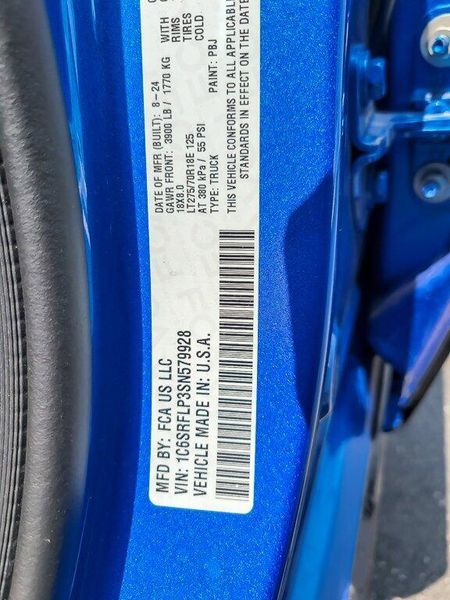 MFD BY: FCA US LLC
VIN: 1C6SRFLP3SN579928
VEHICLE MADE IN: U.S.A.
DATE OF MFR (BUILT): 8-24
GAWR FRONT: 3900 LB / 1770 KG
WITH
18X8.0
RIMS
LT275/70R18E 125
TIRES
AT 380 kPa / 55 PSI
COLD
TYPE: TRUCK
PAINT: PBJ
THIS VEHICLE CONFORMS TO ALL APPLICABLE
STANDARDS IN EFFECT ON THE DATE